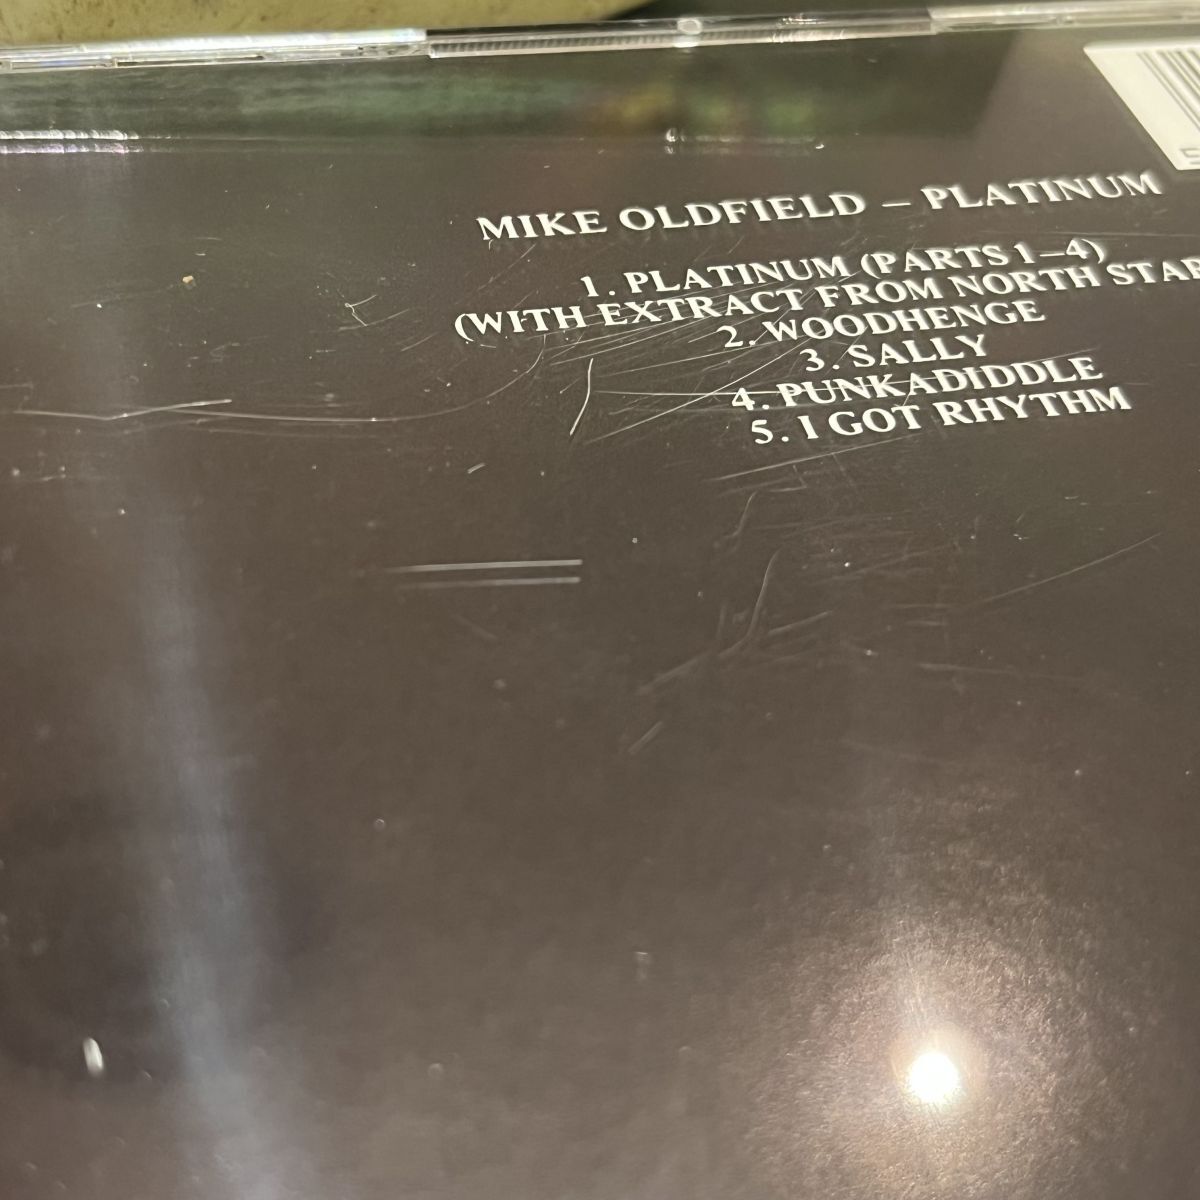 MIKE OLDFIELD – PLATINUM
1. PLATINUM (PARTS 1–4)
(WITH EXTRACT FROM NORTH STAR
2. WOODHENGE
3. SALLY
4. PUNKADIDDLE
5. I GOT RHYTHM